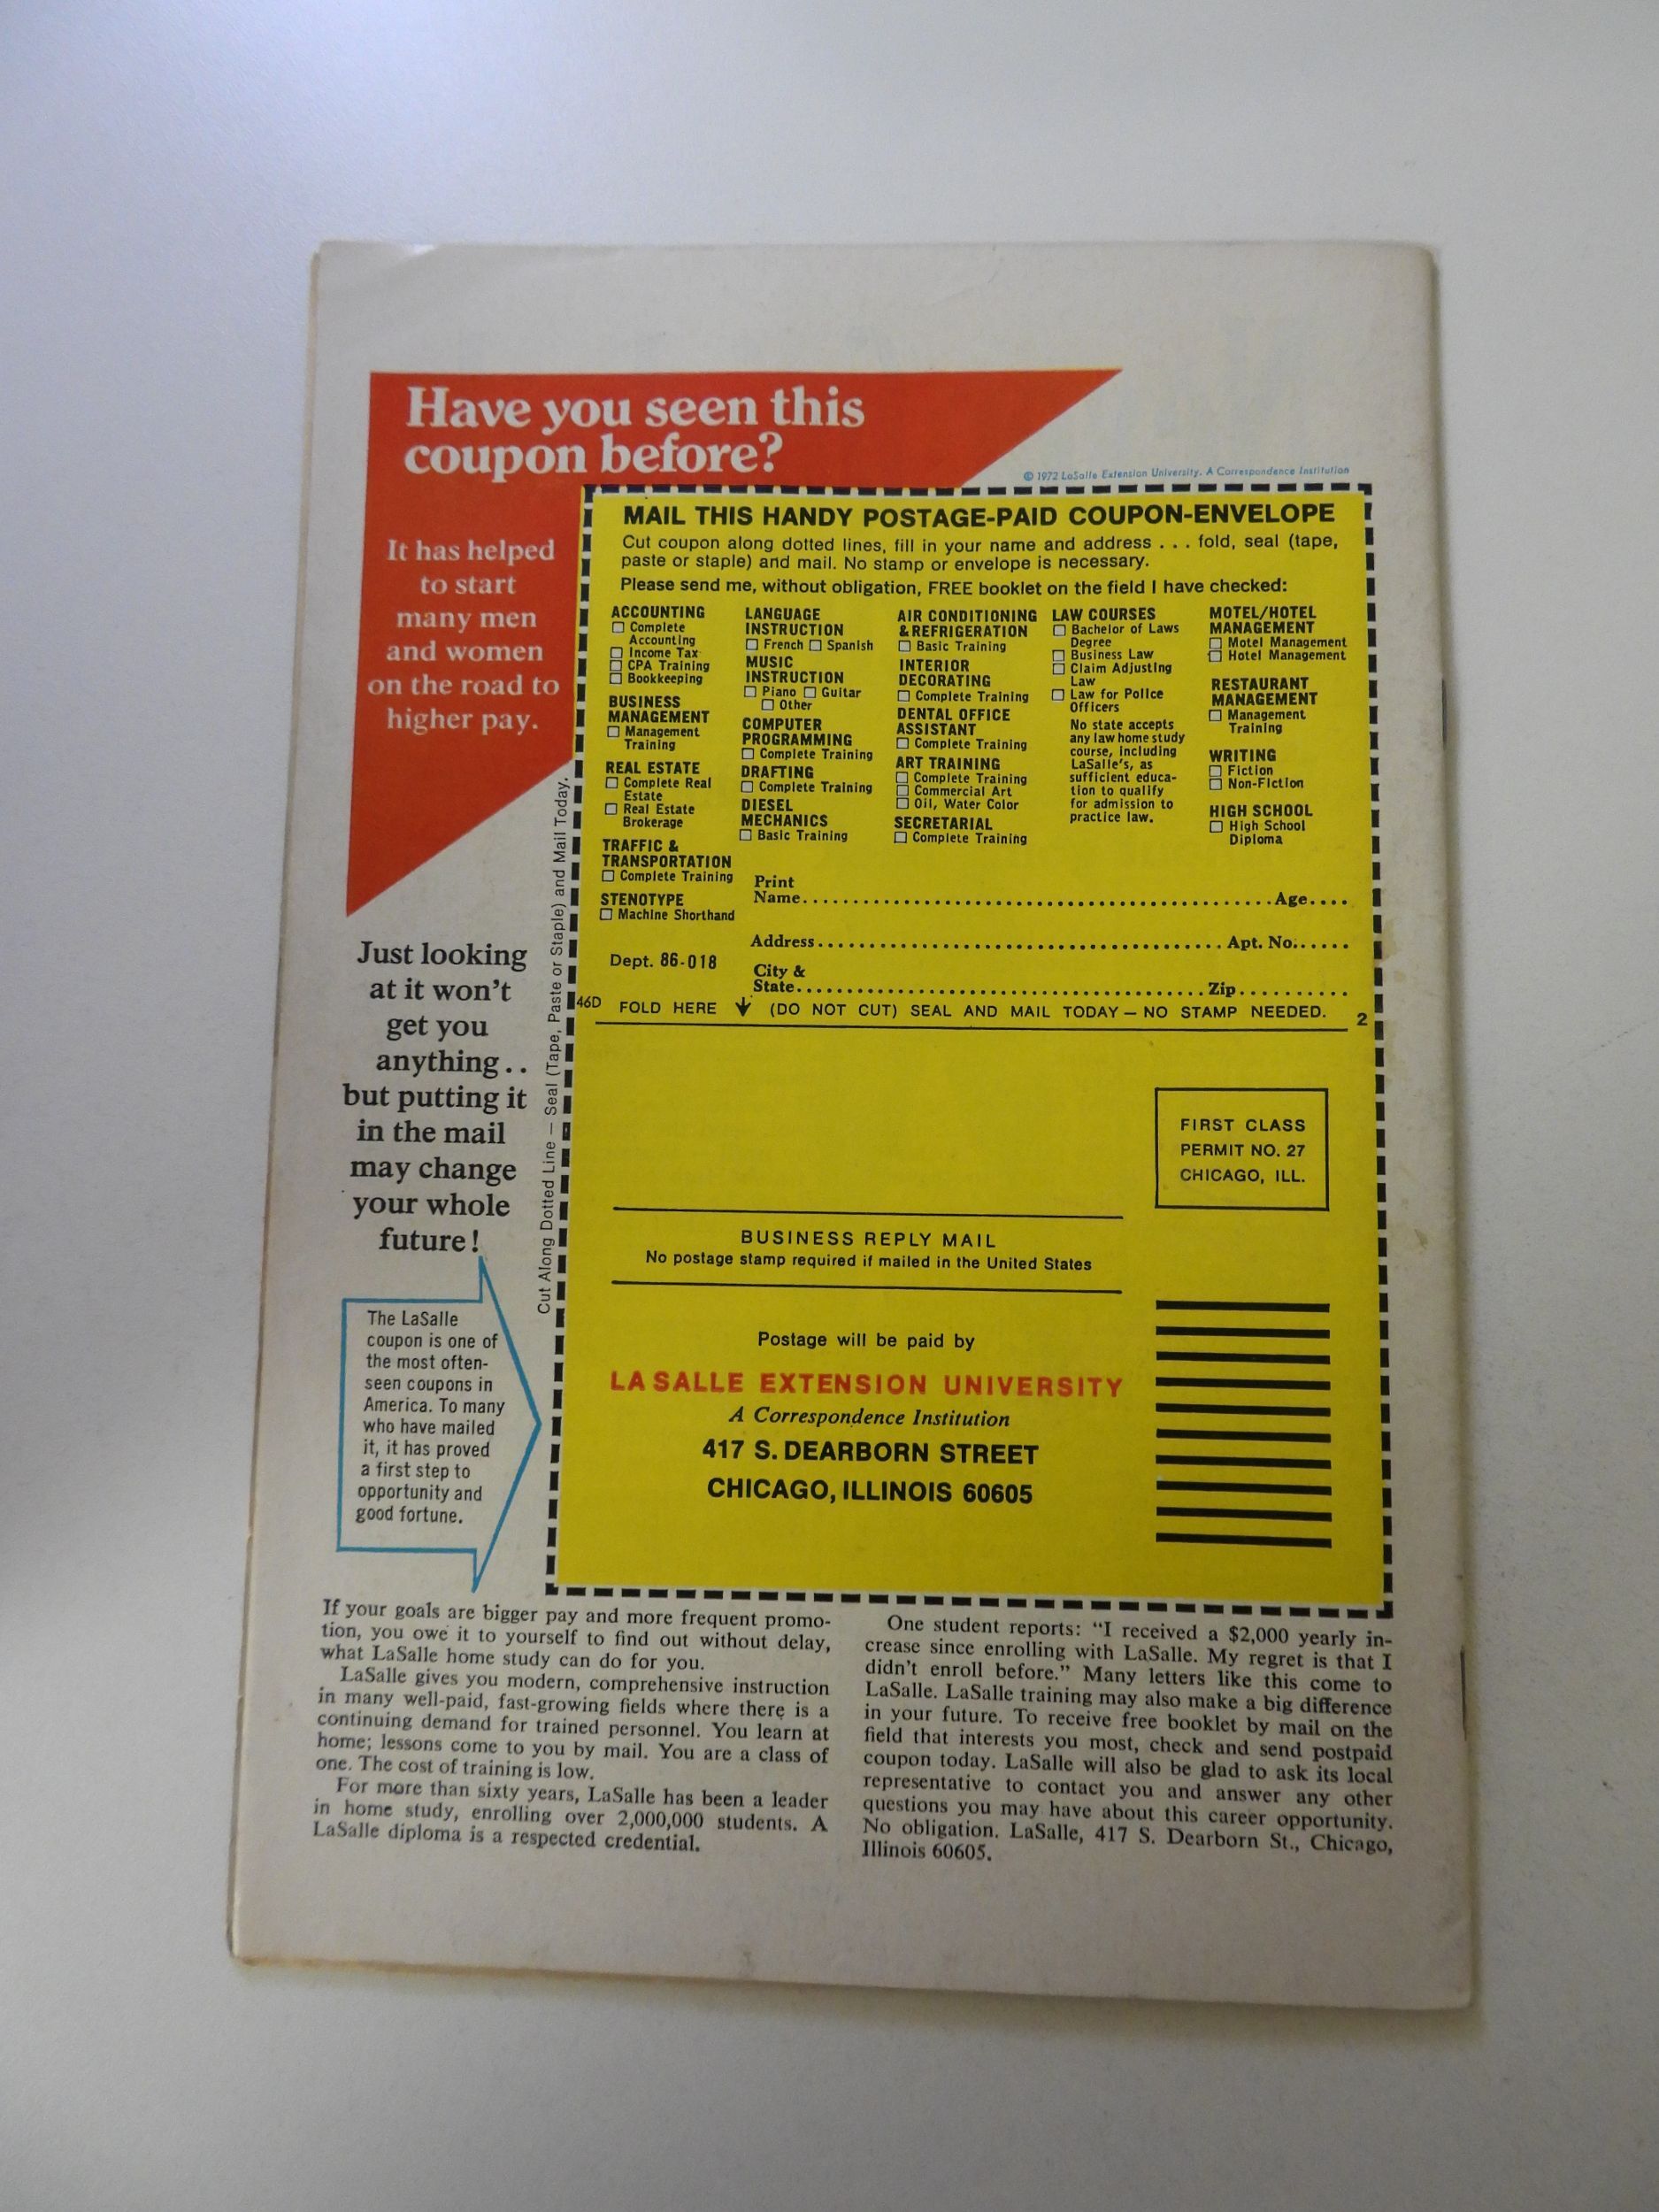 Have you seen this
coupon before?
It has helped
to start
many men
and women
on the road to
higher pay.
© 1972 LaSalle Extension University. A Correspondence Institution
MAIL THIS HANDY POSTAGE-PAID COUPON-ENVELOPE
Cut coupon along dotted lines, fill in your name and address . . . fold, seal (tape,
paste or staple) and mail. No stamp or envelope is necessary.
Please send me, without obligation, FREE booklet on the field I have checked:
ACCOUNTING
☐ Complete
Accounting
☐ Income Tax
☐ CPA Training
☐ Bookkeeping
BUSINESS
MANAGEMENT
☐ Management
Training
REAL ESTATE
☐ Complete Real
Estate
☐ Real Estate
Brokerage
TRAFFIC &
TRANSPORTATION
☐ Complete Training
STENOTYPE
☐ Machine Shorthand
LANGUAGE
INSTRUCTION
☐ French ☐ Spanish
MUSIC
INSTRUCTION
☐ Piano ☐ Guitar
☐ Other
COMPUTER
PROGRAMMING
☐ Complete Training
DRAFTING
☐ Complete Training
DIESEL
MECHANICS
☐ Basic Training
AIR CONDITIONING
& REFRIGERATION
☐ Basic Training
INTERIOR
DECORATING
☐ Complete Training
DENTAL OFFICE
ASSISTANT
☐ Complete Training
ART TRAINING
☐ Complete Training
☐ Commercial Art
☐ Oil, Water Color
SECRETARIAL
☐ Complete Training
LAW COURSES
☐ Bachelor of Laws
Degree
☐ Business Law
☐ Claim Adjusting
Law
☐ Law for Police
Officers
No state accepts
any law home study
course, including
LaSalle's, as
sufficient educa-
tion to qualify
for admission to
practice law.
MOTEL/HOTEL
MANAGEMENT
☐ Motel Management
☐ Hotel Management
RESTAURANT
MANAGEMENT
☐ Management
Training
WRITING
☐ Fiction
☐ Non-Fiction
HIGH SCHOOL
☐ High School
Diploma
Print
Name.................................................Age....
Address.......................................... Apt. No......
Dept. 86-018
City &
State...........................................Zip..........
46D FOLD HERE ↓ (DO NOT CUT) SEAL AND MAIL TODAY — NO STAMP NEEDED. 2
Cut Along Dotted Line — Seal (Tape, Paste or Staple) and Mail Today.
Just looking
at it won't
get you
anything . .
but putting it
in the mail
may change
your whole
future!
The LaSalle
coupon is one of
the most often-
seen coupons in
America. To many
who have mailed
it, it has proved
a first step to
opportunity and
good fortune.
FIRST CLASS
PERMIT NO. 27
CHICAGO, ILL.
BUSINESS REPLY MAIL
No postage stamp required if mailed in the United States
Postage will be paid by
LA SALLE EXTENSION UNIVERSITY
A Correspondence Institution
417 S. DEARBORN STREET
CHICAGO, ILLINOIS 60605
If your goals are bigger pay and more frequent promo-
tion, you owe it to yourself to find out without delay,
what LaSalle home study can do for you.
LaSalle gives you modern, comprehensive instruction
in many well-paid, fast-growing fields where there is a
continuing demand for trained personnel. You learn at
home; lessons come to you by mail. You are a class of
one. The cost of training is low.
For more than sixty years, LaSalle has been a leader
in home study, enrolling over 2,000,000 students. A
LaSalle diploma is a respected credential.
One student reports: "I received a $2,000 yearly in-
crease since enrolling with LaSalle. My regret is that I
didn't enroll before." Many letters like this come to
LaSalle. LaSalle training may also make a big difference
in your future. To receive free booklet by mail on the
field that interests you most, check and send postpaid
coupon today. LaSalle will also be glad to ask its local
representative to contact you and answer any other
questions you may have about this career opportunity.
No obligation. LaSalle, 417 S. Dearborn St., Chicago,
Illinois 60605.